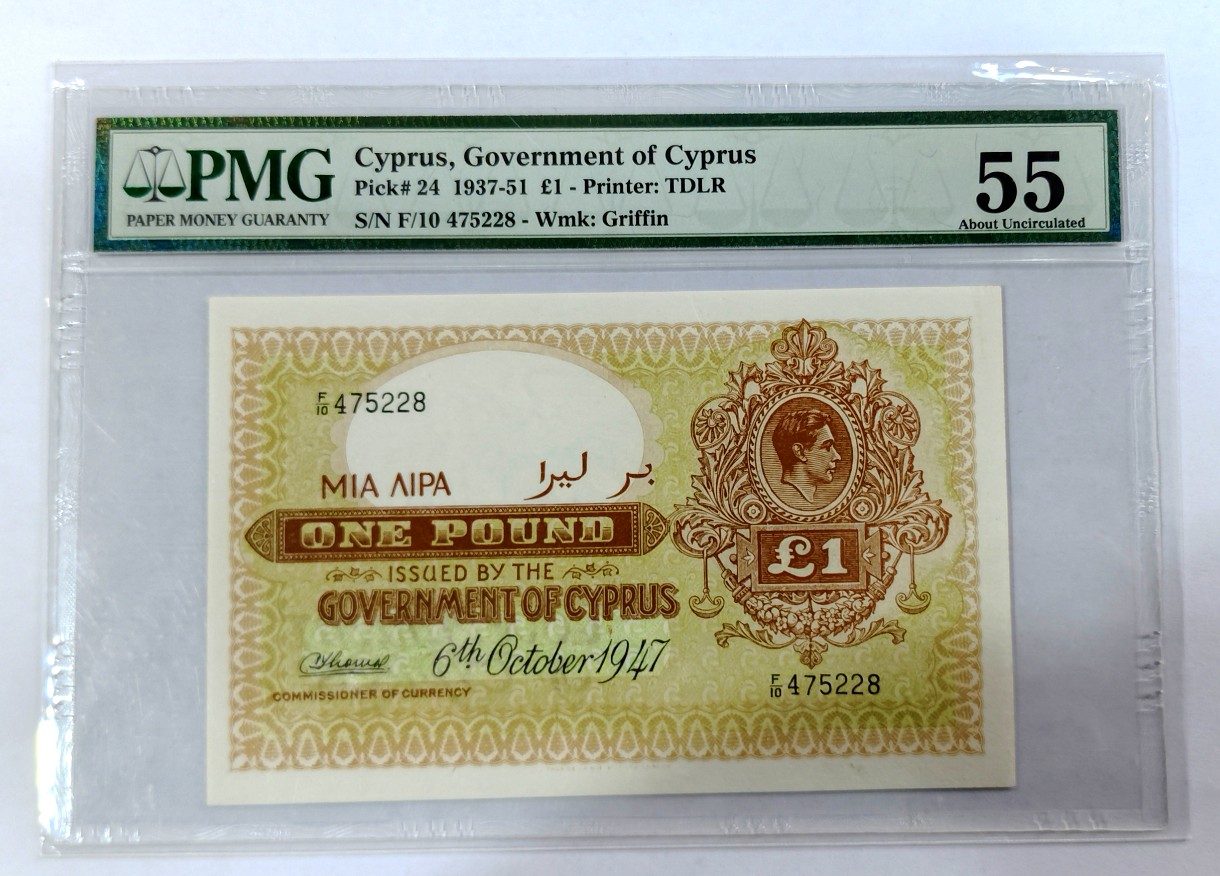 PMG
PAPER MONEY GUARANTY
Cyprus, Government of Cyprus
Pick# 24 1937-51 £1 - Printer: TDLR
S/N F/10 475228 - Wmk: Griffin
55
About Uncirculated
F/10 475228
ΜΙΑ ΛΙΡΑ بر ليرا
ONE POUND
£1
ISSUED BY THE
GOVERNMENT OF CYPRUS
6th October 1947
COMMISSIONER OF CURRENCY
F/10 475228